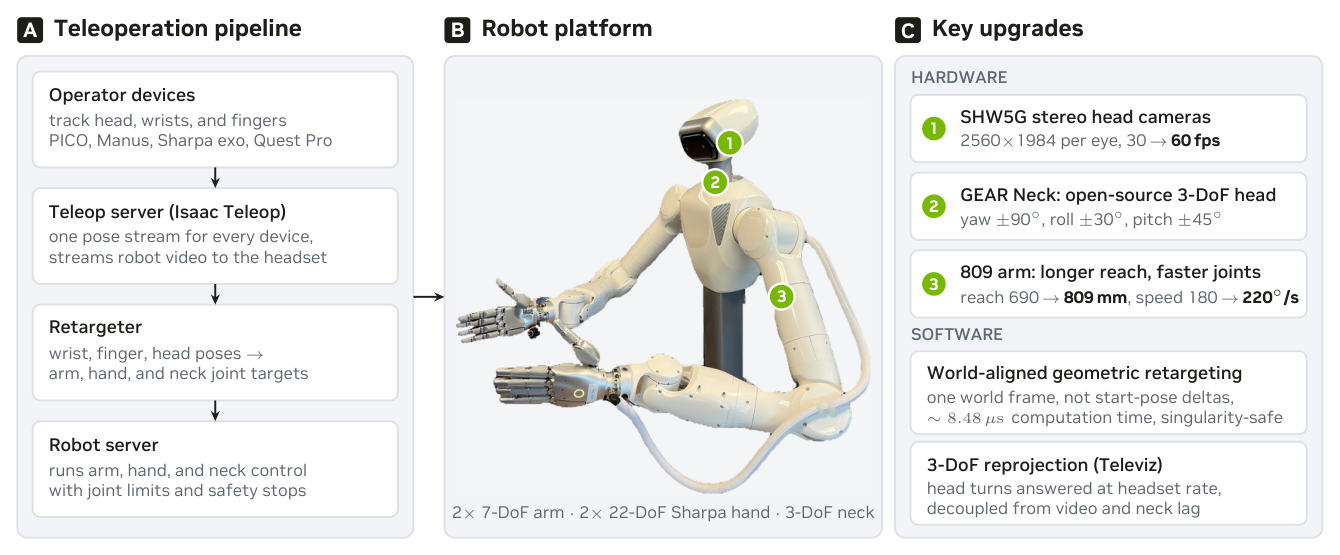 A Teleoperation pipeline
Operator devices
track head, wrists, and fingers
PICO, Manus, Sharpa exo, Quest Pro
Teleop server (Isaac Teleop)
one pose stream for every device,
streams robot video to the headset
Retargeter
wrist, finger, head poses →
arm, hand, and neck joint targets
Robot server
runs arm, hand, and neck control
with joint limits and safety stops
B Robot platform
1
2
3
2× 7-DoF arm · 2× 22-DoF Sharpa hand · 3-DoF neck
C Key upgrades
HARDWARE
1 SHW5G stereo head cameras
2560×1984 per eye, 30 → 60 fps
2 GEAR Neck: open-source 3-DoF head
yaw ±90°, roll ±30°, pitch ±45°
3 809 arm: longer reach, faster joints
reach 690 → 809 mm, speed 180 → 220°/s
SOFTWARE
World-aligned geometric retargeting
one world frame, not start-pose deltas,
~ 8.48 μs computation time, singularity-safe
3-DoF reprojection (Televiz)
head turns answered at headset rate,
decoupled from video and neck lag